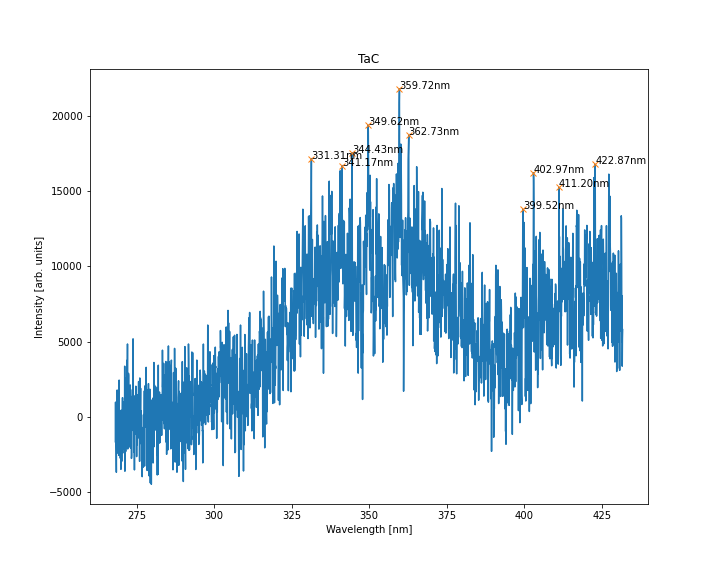 TaC
359.72nm
349.62nm
362.73nm
344.43nm
331.31nm
341.17nm
422.87nm
402.97nm
411.20nm
399.52nm
20000
15000
10000
5000
0
−5000
Intensity [arb. units]
275 300 325 350 375 400 425
Wavelength [nm]